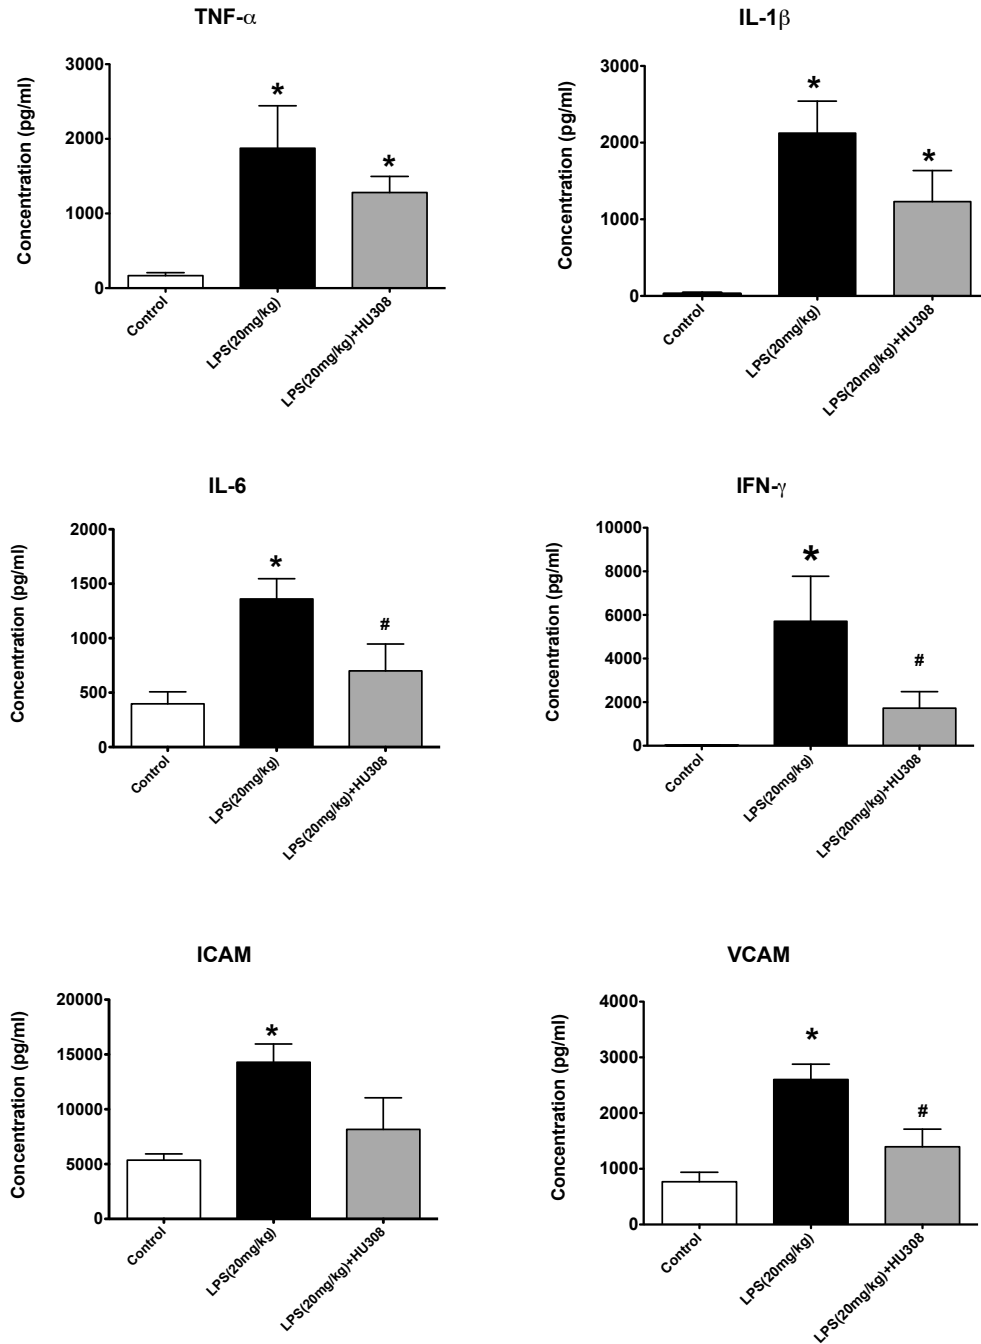 TNF-α
Concentration (pg/ml)
3000
2000
1000
0
*
*
Control
LPS(20mg/kg)
LPS(20mg/kg)+HU308
IL-1β
Concentration (pg/ml)
3000
2000
1000
0
*
*
Control
LPS(20mg/kg)
LPS(20mg/kg)+HU308
IL-6
Concentration (pg/ml)
2000
1500
1000
500
0
*
#
Control
LPS(20mg/kg)
LPS(20mg/kg)+HU308
IFN-γ
Concentration (pg/ml)
10000
8000
6000
4000
2000
0
*
#
Control
LPS(20mg/kg)
LPS(20mg/kg)+HU308
ICAM
Concentration (pg/ml)
20000
15000
10000
5000
0
*
Control
LPS(20mg/kg)
LPS(20mg/kg)+HU308
VCAM
Concentration (pg/ml)
4000
3000
2000
1000
0
*
#
Control
LPS(20mg/kg)
LPS(20mg/kg)+HU308